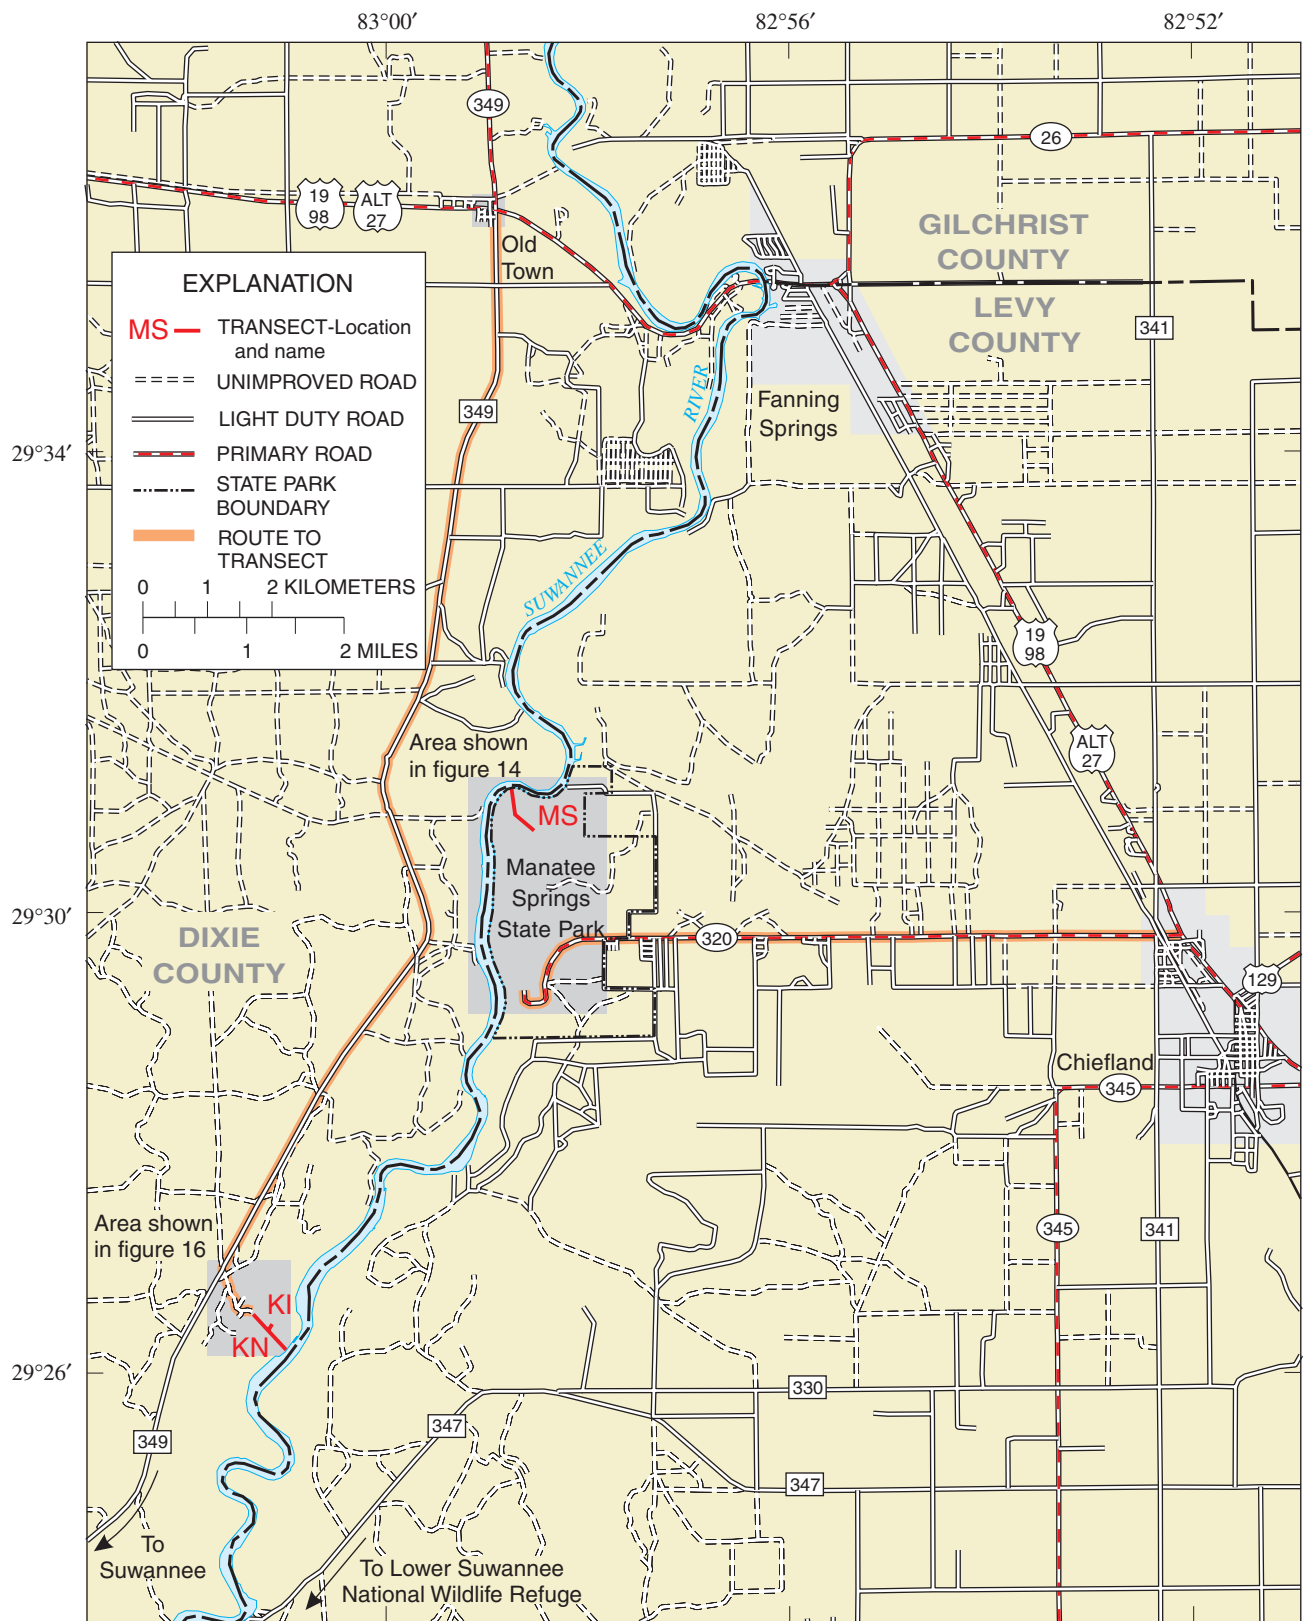 83°00′
82°56′
82°52′
349
26
19
98
ALT
27
Old
Town
GILCHRIST
COUNTY
LEVY
COUNTY
341
EXPLANATION
MS
TRANSECT-Location
and name
UNIMPROVED ROAD
LIGHT DUTY ROAD
PRIMARY ROAD
STATE PARK
BOUNDARY
ROUTE TO
TRANSECT
0 1 2 KILOMETERS
0 1 2 MILES
349
RIVER
Fanning
Springs
29°34′
SUWANNEE
19
98
ALT
27
Area shown
in figure 14
MS
Manatee
Springs
State Park
29°30′
DIXIE
COUNTY
320
129
Chiefland
345
Area shown
in figure 16
345
341
KI
KN
29°26′
330
347
349
347
To
Suwannee
To Lower Suwannee
National Wildlife Refuge